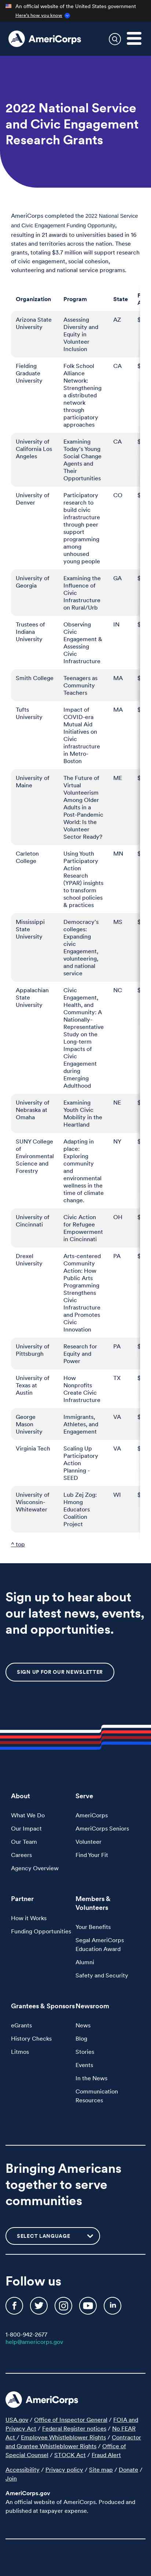 An official website of the United States government
Here's how you know
AmeriCorps
2022 National Service
and Civic Engagement
Research Grants
AmeriCorps completed the 2022 National Service
and Civic Engagement Funding Opportunity,
resulting in 21 awards to universities based in 16
states and territories across the nation. These
grants, totaling $3.7 million will support research
of civic engagement, social cohesion,
volunteering and national service programs.
Organization Program State
Arizona State
University
Assessing
Diversity and
Equity in
Volunteer
Inclusion
AZ
Fielding
Graduate
University
Folk School
Alliance
Network:
Strengthening
a distributed
network
through
participatory
approaches
CA
University of
California Los
Angeles
Examining
Today's Young
Social Change
Agents and
Their
Opportunities
CA
University of
Denver
Participatory
research to
build civic
infrastructure
through peer
support
programming
among
unhoused
young people
CO
University of
Georgia
Examining the
Influence of
Civic
Infrastructure
on Rural/Urb
GA
Trustees of
Indiana
University
Observing
Civic
Engagement &
Assessing
Civic
Infrastructure
IN
Smith College
Teenagers as
Community
Teachers
MA
Tufts
University
Impact of
COVID-era
Mutual Aid
Initiatives on
Civic
infrastructure
in Metro-
Boston
MA
University of
Maine
The Future of
Virtual
Volunteerism
Among Older
Adults in a
Post-Pandemic
World: Is the
Volunteer
Sector Ready?
ME
Carleton
College
Using Youth
Participatory
Action
Research
(YPAR) insights
to transform
school policies
& practices
MN
Mississippi
State
University
Democracy's
colleges:
Expanding
civic
Engagement,
volunteering,
and national
service
MS
Appalachian
State
University
Civic
Engagement,
Health, and
Community: A
Nationally-
Representative
Study on the
Long-term
Impacts of
Civic
Engagement
during
Emerging
Adulthood
NC
University of
Nebraska at
Omaha
Examining
Youth Civic
Mobility in the
Heartland
NE
SUNY College
of
Environmental
Science and
Forestry
Adapting in
place:
Exploring
community
and
environmental
wellness in the
time of climate
change
NY
University of
Cincinnati
Civic Action
for Refugee
Empowerment
in Cincinnati
OH
Drexel
University
Arts-centered
Community
Action: How
Public Arts
Programming
Strengthens
Civic
Infrastructure
and Promotes
Civic
Innovation
PA
University of
Pittsburgh
Research for
Equity and
Power
PA
University of
Texas at
Austin
How
Nonprofits
Create Civic
Infrastructure
TX
George
Mason
University
Immigrants,
Athletes, and
Engagement
VA
Virginia Tech
Scaling Up
Participatory
Action
Planning -
SEED
VA
University of
Wisconsin-
Whitewater
Lub Zej Zog:
Hmong
Educators
Coalition
Project
WI
^ top
Sign up to hear about
our latest news, events,
and opportunities.
SIGN UP FOR OUR NEWSLETTER
About
What We Do
Our Impact
Our Team
Careers
Agency Overview
Serve
AmeriCorps
AmeriCorps Seniors
Volunteer
Find Your Fit
Partner
How it Works
Funding Opportunities
Members &
Volunteers
Your Benefits
Segal AmeriCorps
Education Award
Alumni
Safety and Security
Grantees & Sponsors
eGrants
History Checks
Litmos
Newsroom
News
Blog
Stories
Events
In the News
Communication
Resources
Bringing Americans
together to serve
communities
SELECT LANGUAGE
Follow us
1-800-942-2677
help@americorps.gov
AmeriCorps
USA.gov / Office of Inspector General / FOIA and
Privacy Act / Federal Register notices / No FEAR
Act / Employee Whistleblower Rights / Contractor
and Grantee Whistleblower Rights / Office of
Special Counsel / STOCK Act / Fraud Alert
Accessibility / Privacy policy / Site map / Donate /
Join
AmeriCorps.gov
An official website of AmeriCorps. Produced and
published at taxpayer expense.